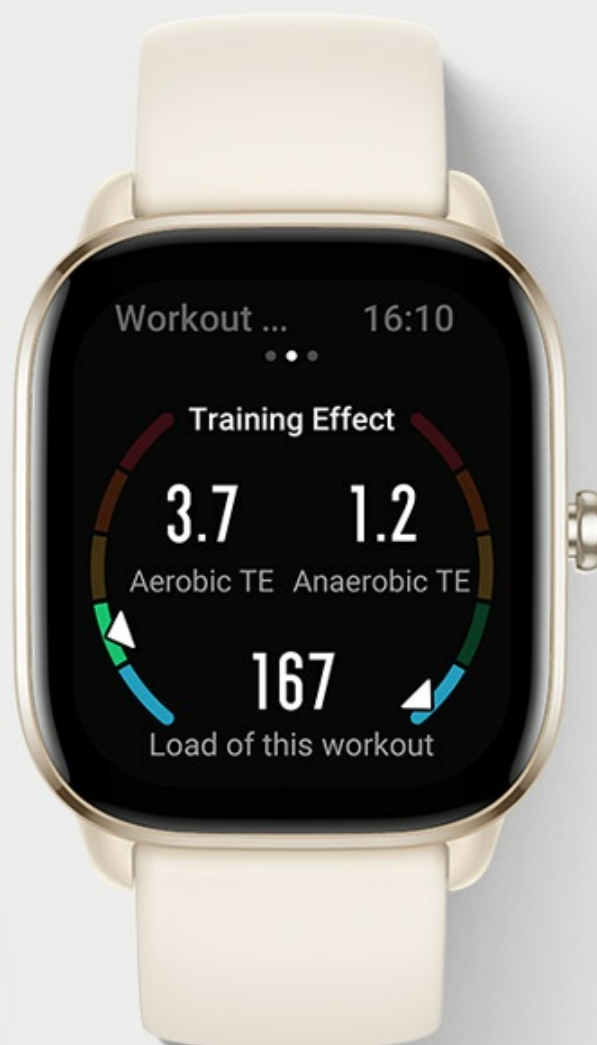 Workout ... 16:10
Training Effect
3.7 1.2
Aerobic TE Anaerobic TE
167
Load of this workout